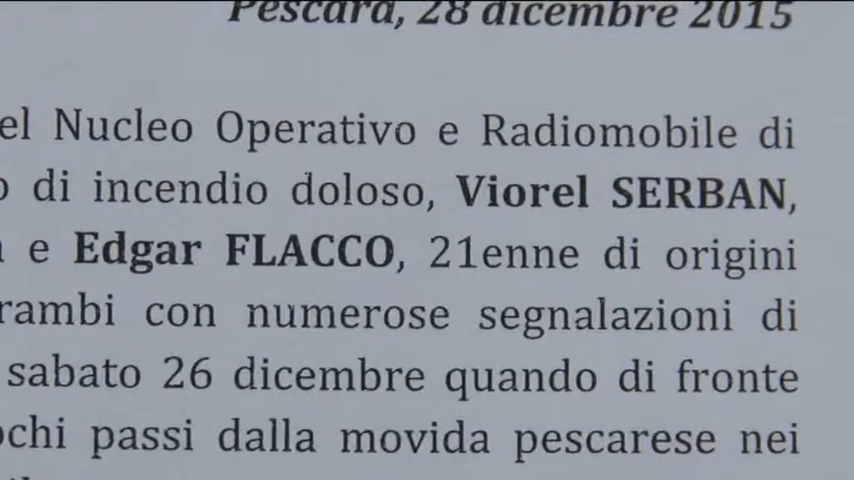 Pescara, 28 dicembre 2015
el Nucleo Operativo e Radiomobile di
o di incendio doloso, Viorel SERBAN,
e Edgar FLACCO, 21enne di origini
rambi con numerose segnalazioni di
sabato 26 dicembre quando di fronte
ochi passi dalla movida pescarese nei